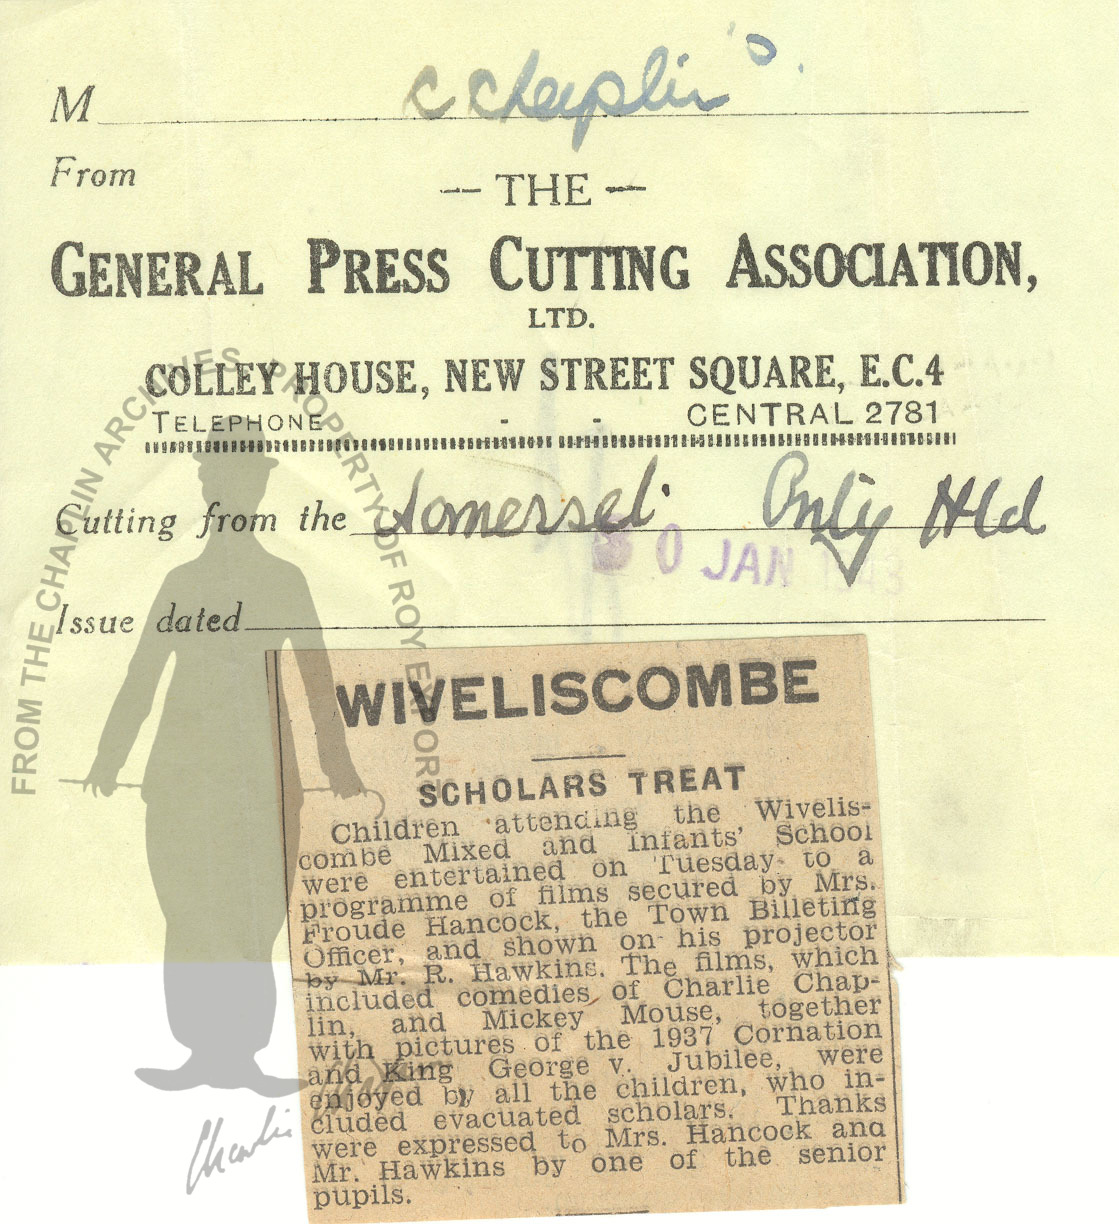 M C Chaplin
From
-- THE --
GENERAL PRESS CUTTING ASSOCIATION,
LTD.
COLLEY HOUSE, NEW STREET SQUARE, E.C.4
TELEPHONE - - CENTRAL 2781
Cutting from the Somerset Cnty Hld
30 JAN
Issue dated
FROM THE CHAPLIN ARCHIVES PROPERTY OF ROY EXPORT
WIVELISCOMBE
SCHOLARS TREAT
Children attending the Wivelis-
combe Mixed and Infants' School
were entertained on Tuesday to a
programme of films secured by Mrs.
Froude Hancock, the Town Billeting
Officer, and shown on his projector
by Mr. R. Hawkins. The films, which
included comedies of Charlie Chap-
lin, and Mickey Mouse, together
with pictures of the 1937 Cornation
and King George v. Jubilee, were
enjoyed by all the children, who in-
cluded evacuated scholars. Thanks
were expressed to Mrs. Hancock and
Mr. Hawkins by one of the senior
pupils.
Charlie